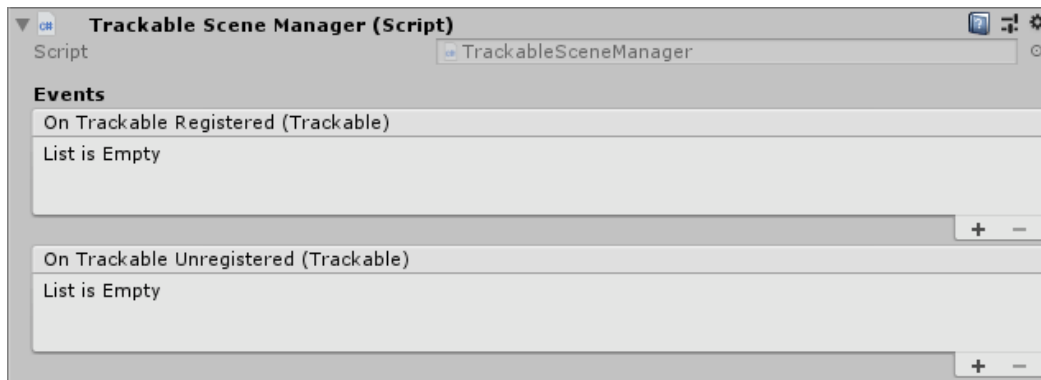 Trackable Scene Manager (Script)
Script TrackableSceneManager
Events
On Trackable Registered (Trackable)
List is Empty
+ −
On Trackable Unregistered (Trackable)
List is Empty
+ −